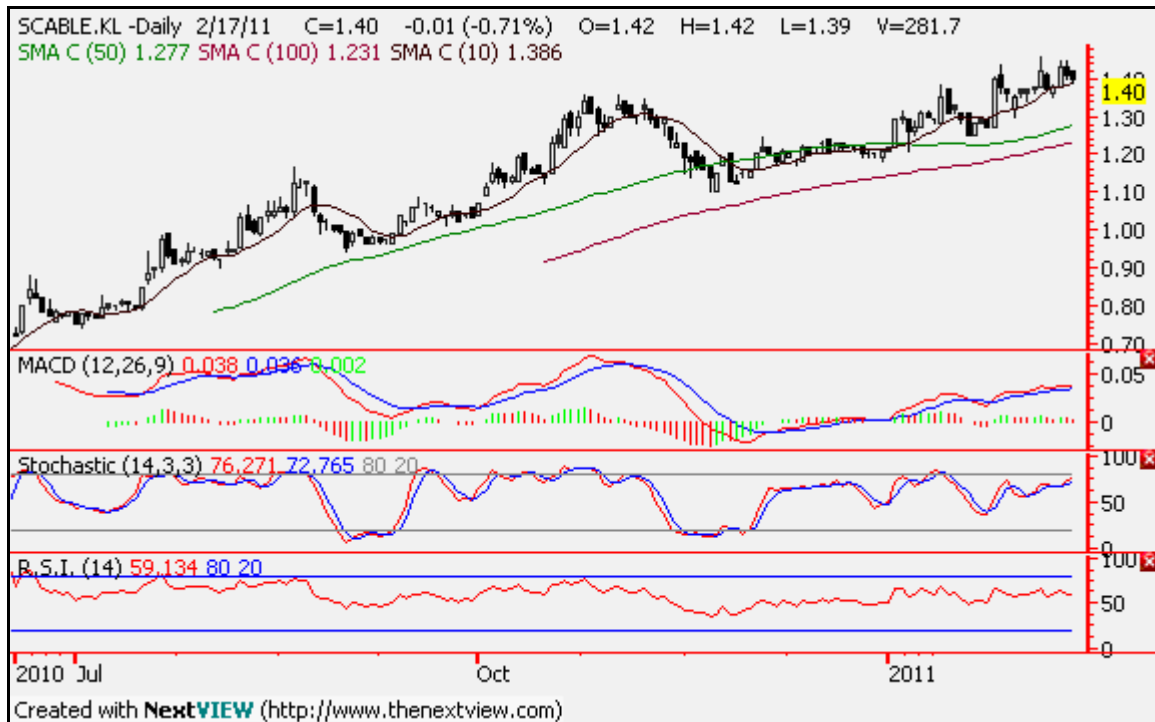 SCABLE.KL -Daily 2/17/11 C=1.40 -0.01 (-0.71%) O=1.42 H=1.42 L=1.39 V=281.7
SMA C (50) 1.277 SMA C (100) 1.231 SMA C (10) 1.386
1.40
1.40
1.30
1.20
1.10
1.00
0.90
0.80
0.70
MACD (12,26,9) 0.038 0.036 0.002
0.05
0
Stochastic (14,3,3) 76.271 72.765 80 20
100
50
0
R.S.I. (14) 59.134 80 20
100
50
0
2010 Jul Oct 2011
Created with NextVIEW (http://www.thenextview.com)